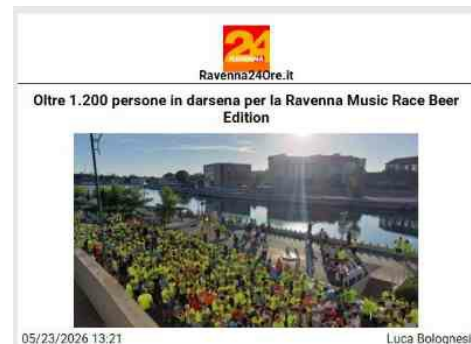 24
RAVENNA
Ravenna24Ore.it
Oltre 1.200 persone in darsena per la Ravenna Music Race Beer
Edition
05/23/2026 13:21
Luca Bolognesi